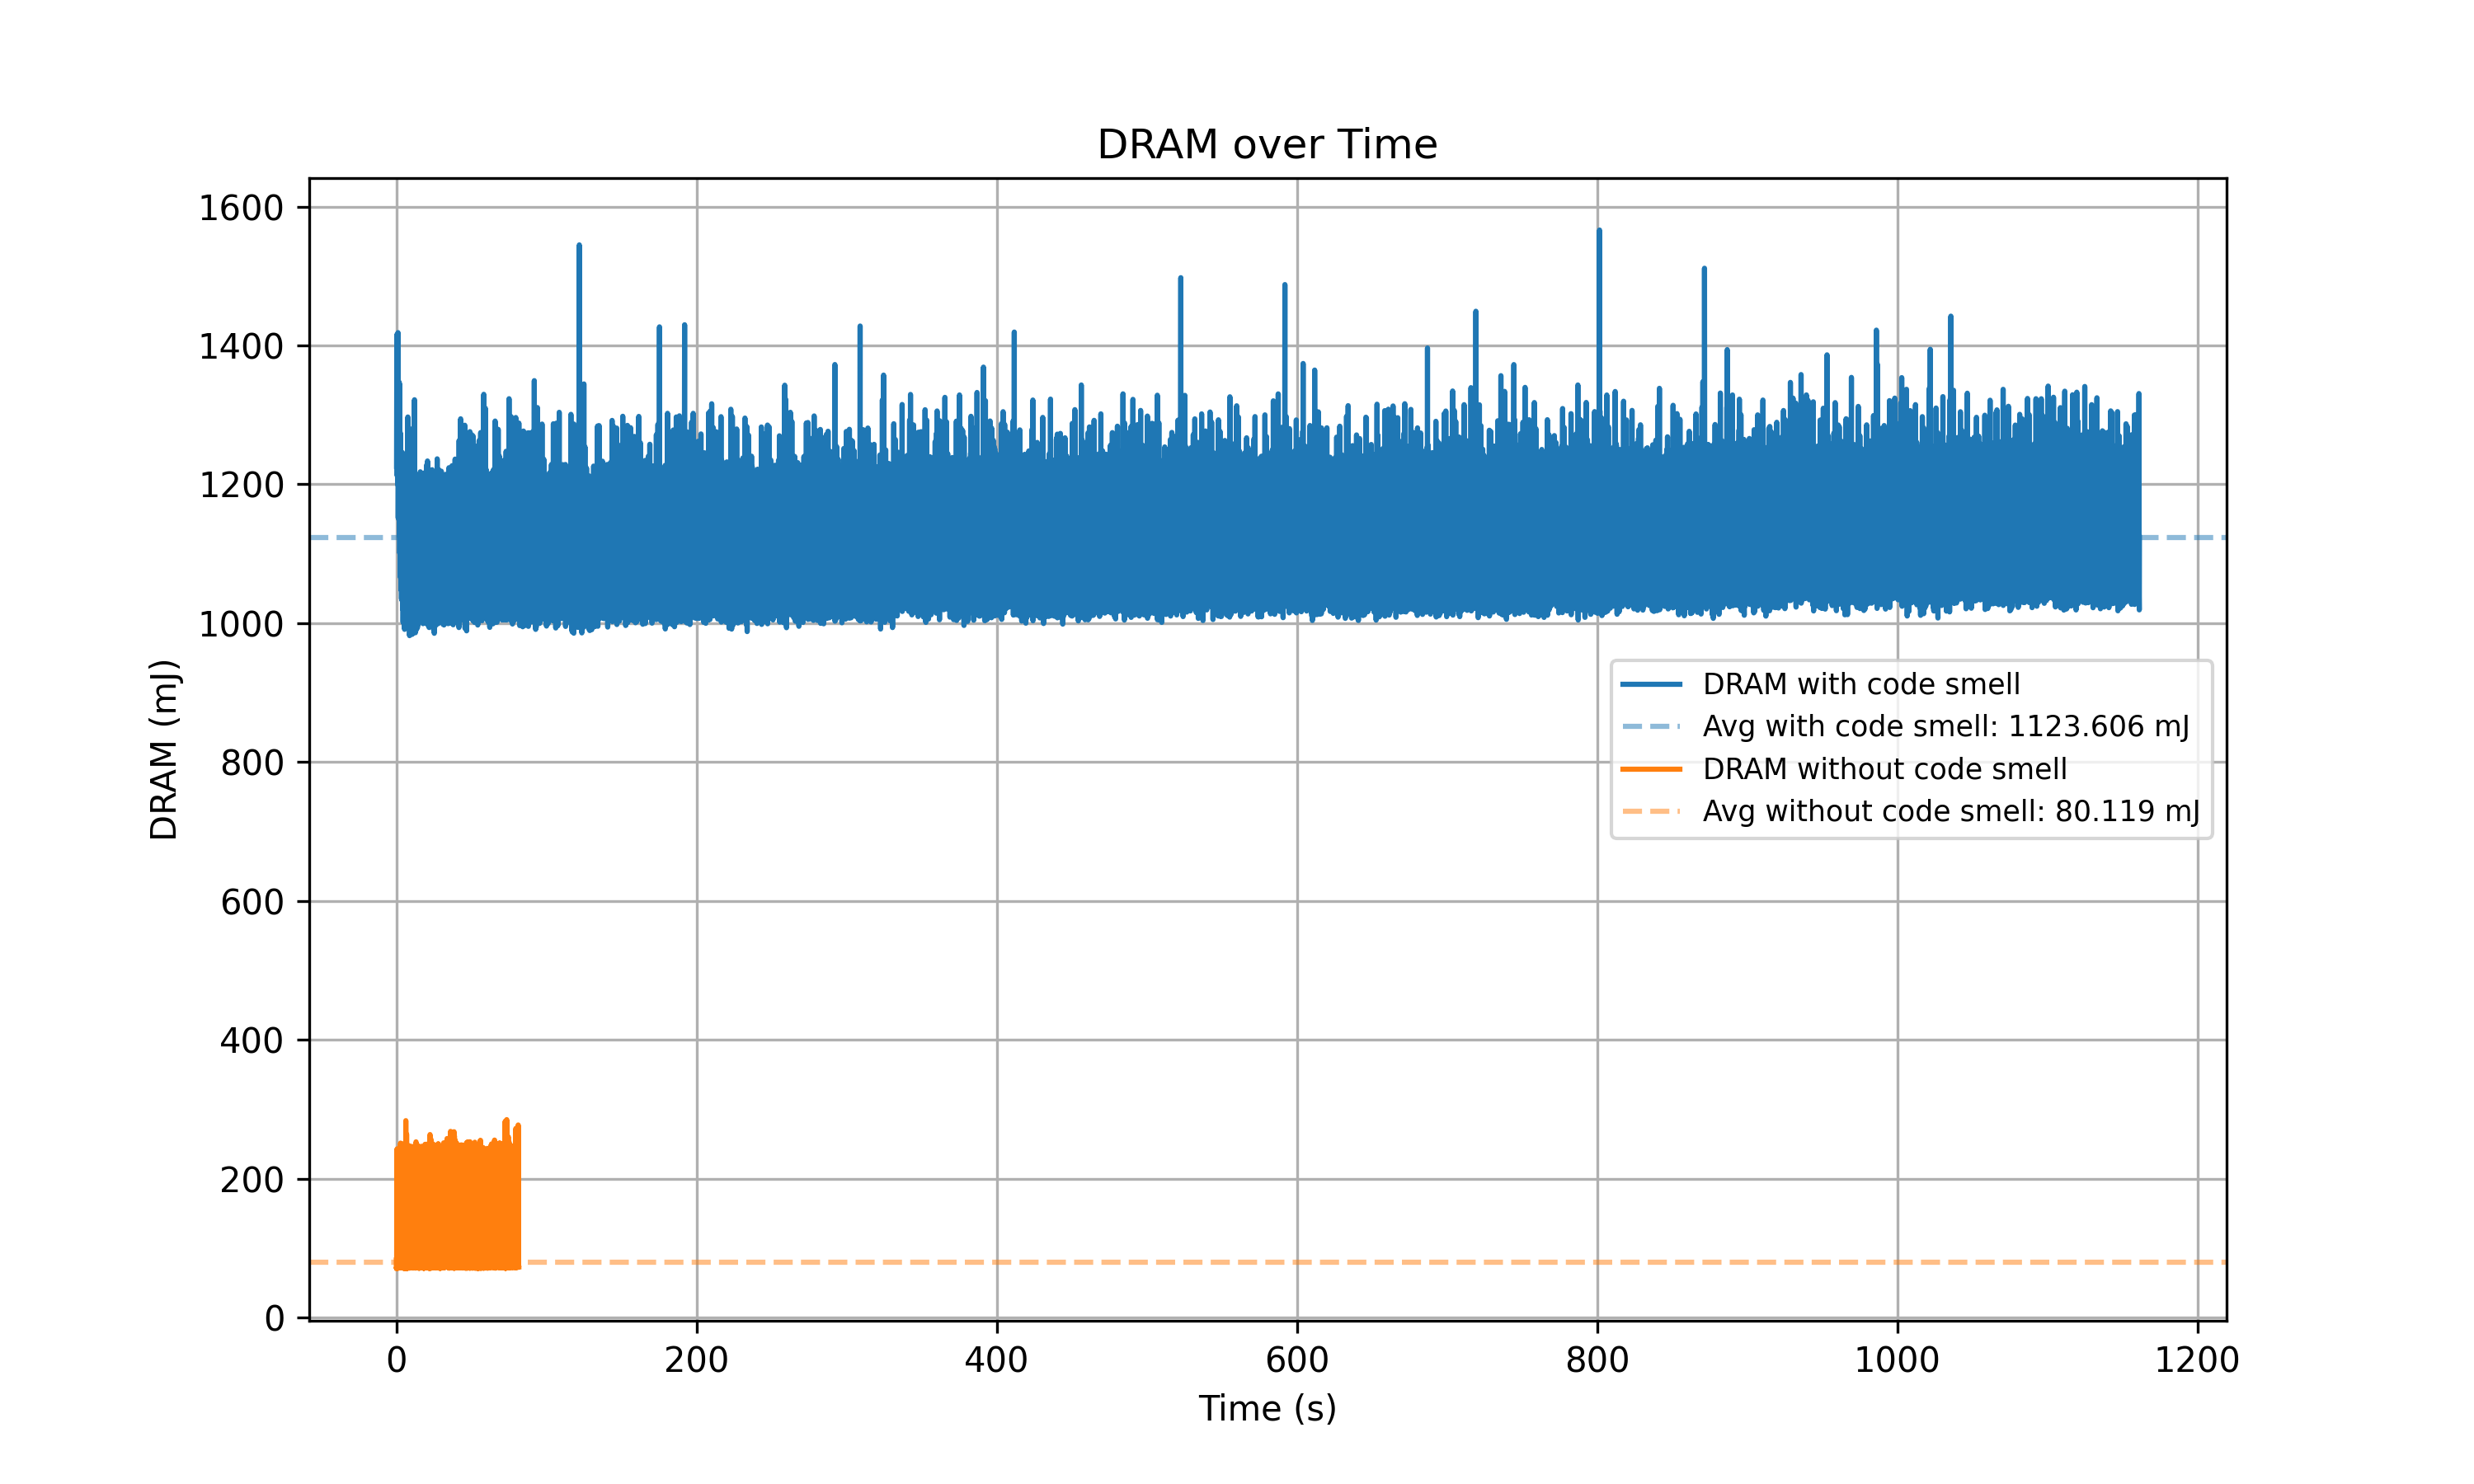 DRAM over Time
1600
1400
1200
1000
800
600
400
200
0
DRAM (mJ)
DRAM with code smell
Avg with code smell: 1123.606 mJ
DRAM without code smell
Avg without code smell: 80.119 mJ
0 200 400 600 800 1000 1200
Time (s)